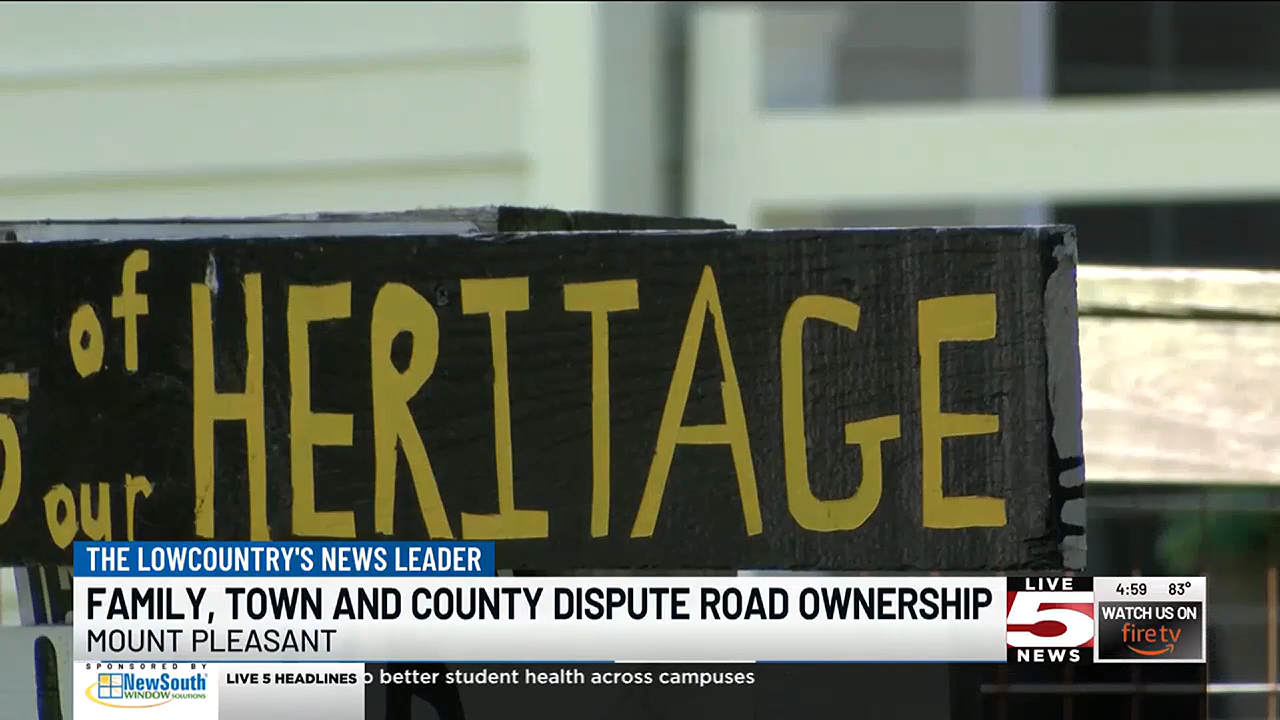 of
our HERITAGE
THE LOWCOUNTRY'S NEWS LEADER
FAMILY, TOWN AND COUNTY DISPUTE ROAD OWNERSHIP
MOUNT PLEASANT
LIVE
5
NEWS
4:59 83°
WATCH US ON
firetv
SPONSORED BY
NewSouth
WINDOW SOLUTIONS
LIVE 5 HEADLINES
better student health across campuses